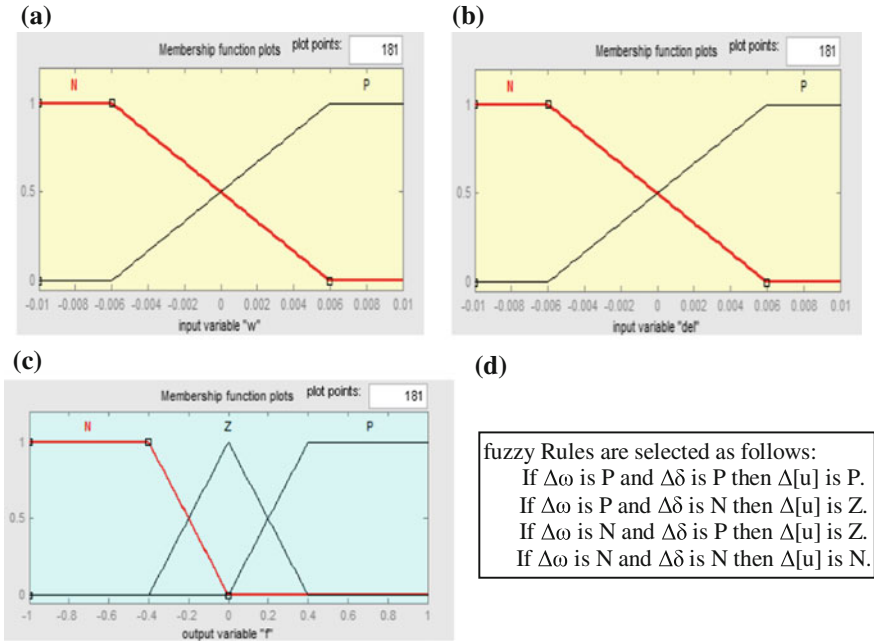 (a)
Membership function plots plot points: 181
N P
1
0.5
0
-0.01 -0.008 -0.006 -0.004 -0.002 0 0.002 0.004 0.006 0.008 0.01
input variable "w"
(b)
Membership function plots plot points: 181
N P
1
0.5
0
-0.01 -0.008 -0.006 -0.004 -0.002 0 0.002 0.004 0.006 0.008 0.01
input variable "del"
(c)
Membership function plots plot points: 181
N Z P
1
0.5
0
-1 -0.8 -0.6 -0.4 -0.2 0 0.2 0.4 0.6 0.8 1
output variable "f"
(d)
fuzzy Rules are selected as follows:
If Δω is P and Δδ is P then Δ[u] is P.
If Δω is P and Δδ is N then Δ[u] is Z.
If Δω is N and Δδ is P then Δ[u] is Z.
If Δω is N and Δδ is N then Δ[u] is N.